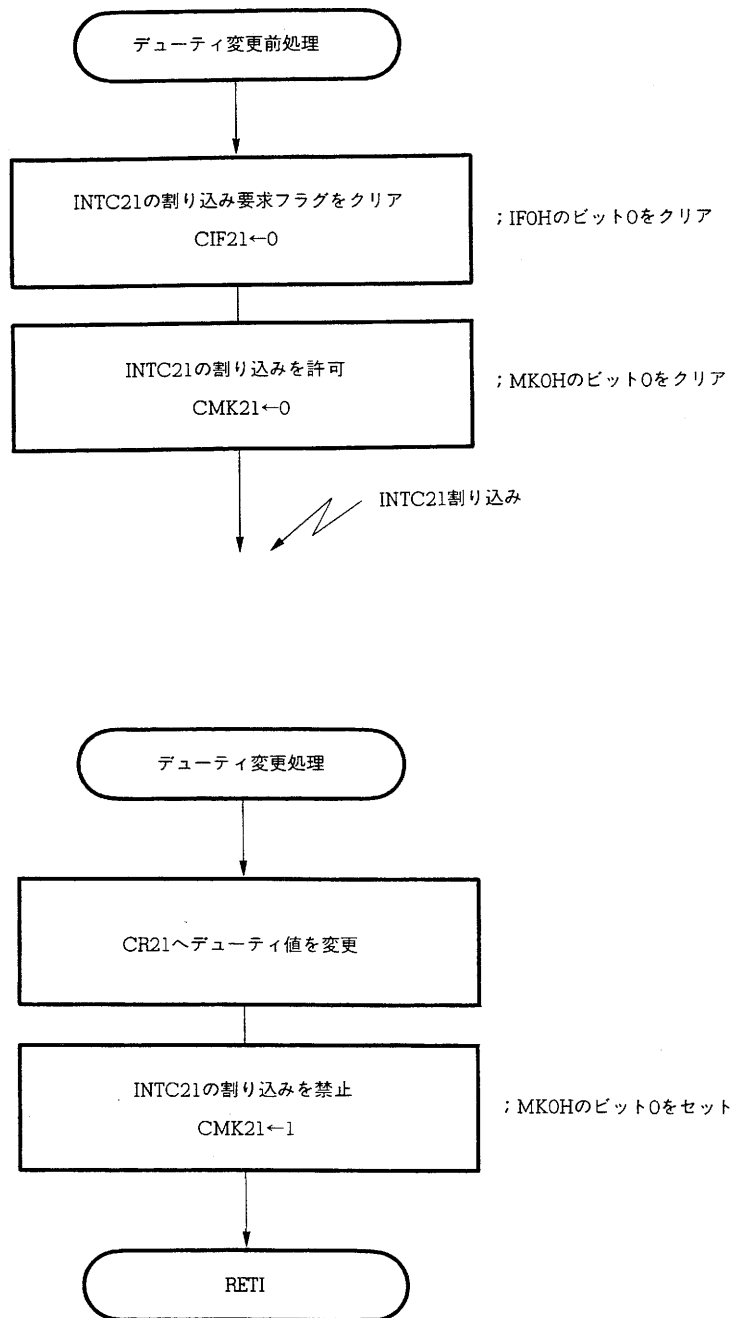 デューティ変更前処理
INTC21の割り込み要求フラグをクリア
CIF21←0
；IF0Hのビット0をクリア
INTC21の割り込みを許可
CMK21←0
；MK0Hのビット0をクリア
INTC21割り込み
デューティ変更処理
CR21へデューティ値を変更
INTC21の割り込みを禁止
CMK21←1
；MK0Hのビット0をセット
RETI